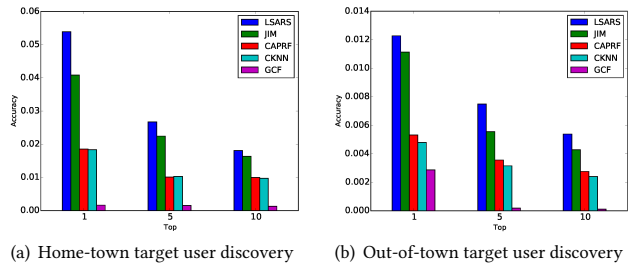 0.06
0.05
0.04
0.03
0.02
0.01
0.00
Accuracy
1
5
10
Top
LSARS
JIM
CAPRF
CKNN
GCF
(a) Home-town target user discovery
0.014
0.012
0.010
0.008
0.006
0.004
0.002
0.000
Accuracy
1
5
10
Top
LSARS
JIM
CAPRF
CKNN
GCF
(b) Out-of-town target user discovery